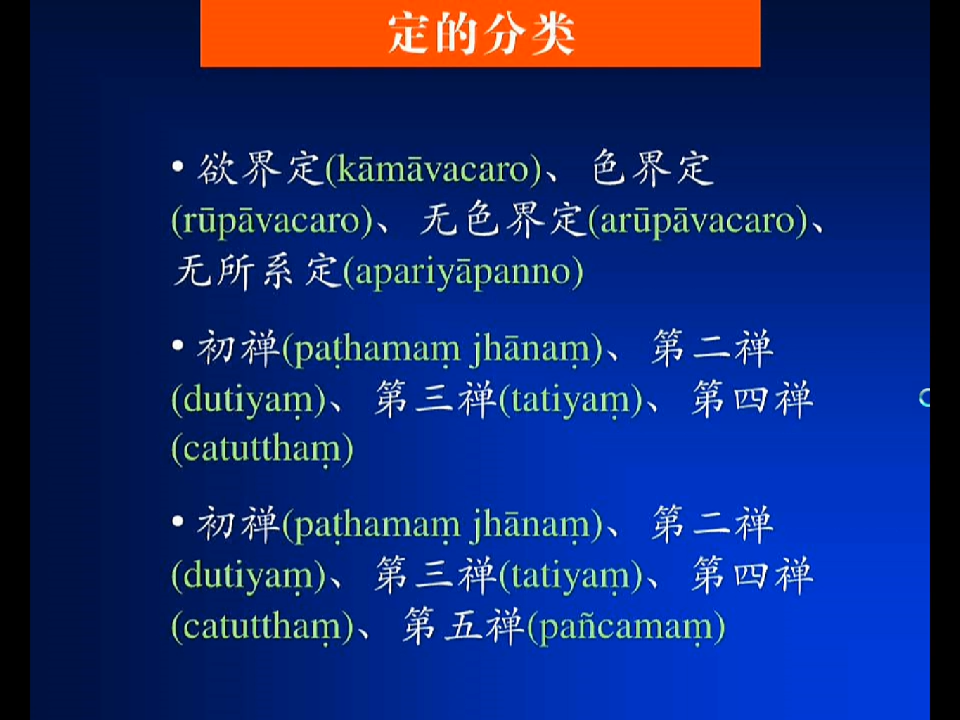 定的分类
• 欲界定(kāmāvacaro)、色界定
(rūpāvacaro)、无色界定(arūpāvacaro)、
无所系定(apariyāpanno)
• 初禅(paṭhamaṃ jhānaṃ)、第二禅
(dutiyaṃ)、第三禅(tatiyaṃ)、第四禅
(catutthaṃ)
• 初禅(paṭhamaṃ jhānaṃ)、第二禅
(dutiyaṃ)、第三禅(tatiyaṃ)、第四禅
(catutthaṃ)、第五禅(pañcamaṃ)